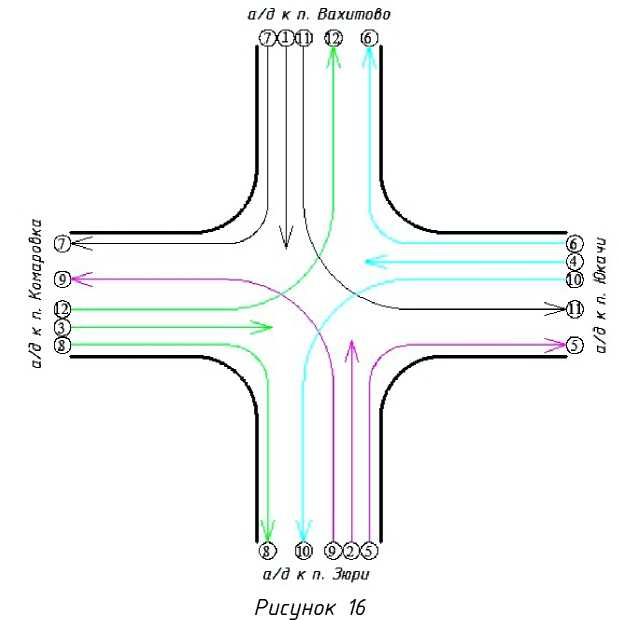 а/д к п. Вахитово
7 1 11 12 6
а/д к п. Комаровка
7
9
12
3
8
6
4
10
11
5
а/д к п. Юкачи
8 10 9 2 5
а/д к п. Зюри
Рисунок 16